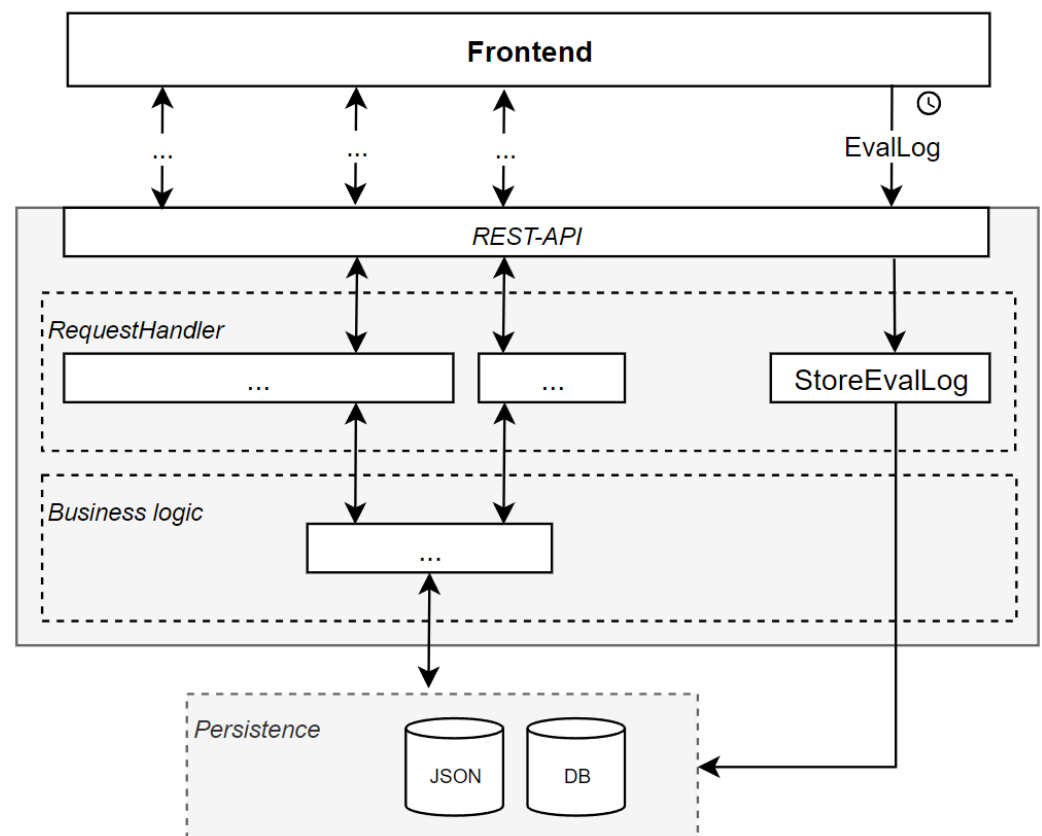 Frontend
...
...
...
EvalLog
REST-API
RequestHandler
...
...
StoreEvalLog
Business logic
...
Persistence
JSON
DB